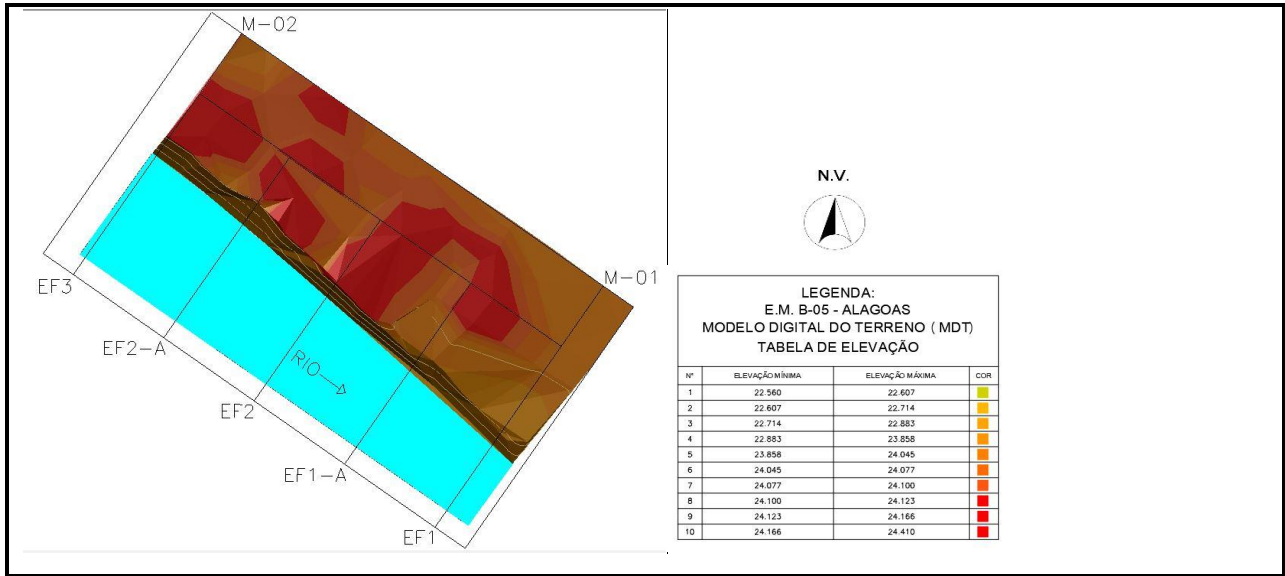 M-02
M-01
EF3
EF2-A
RIO
EF2
EF1-A
EF1
N.V.
LEGENDA:
E.M. B-05 - ALAGOAS
MODELO DIGITAL DO TERRENO ( MDT)
TABELA DE ELEVAÇÃO
N° ELEVAÇÃO MÍNIMA ELEVAÇÃO MÁXIMA COR
1 22.560 22.607
2 22.607 22.714
3 22.714 22.883
4 22.883 23.858
5 23.858 24.045
6 24.045 24.077
7 24.077 24.100
8 24.100 24.123
9 24.123 24.166
10 24.166 24.410